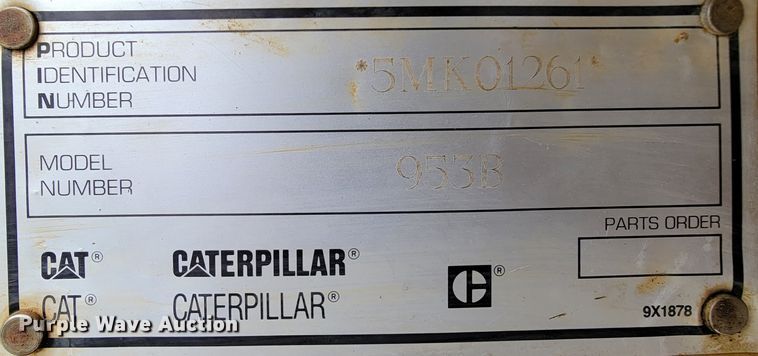 PRODUCT
IDENTIFICATION
NUMBER
*5MK01261*
MODEL
NUMBER
953B
PARTS ORDER
CAT® CATERPILLAR®
CAT® CATERPILLAR®
C®
9X1878
Purple Wave Auction